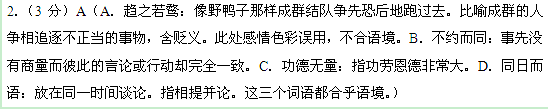 2.（3 分）A（A．趋之若鹜：像野鸭子那样成群结队争先恐后地跑过去。比喻成群的人
争相追逐不正当的事物，含贬义。此处感情色彩误用，不合语境。B．不约而同：事先没
有商量而彼此的言论或行动却完全一致。C．功德无量：指功劳恩德非常大。D．同日而
语：放在同一时间谈论。指相提并论。这三个词语都合乎语境。）